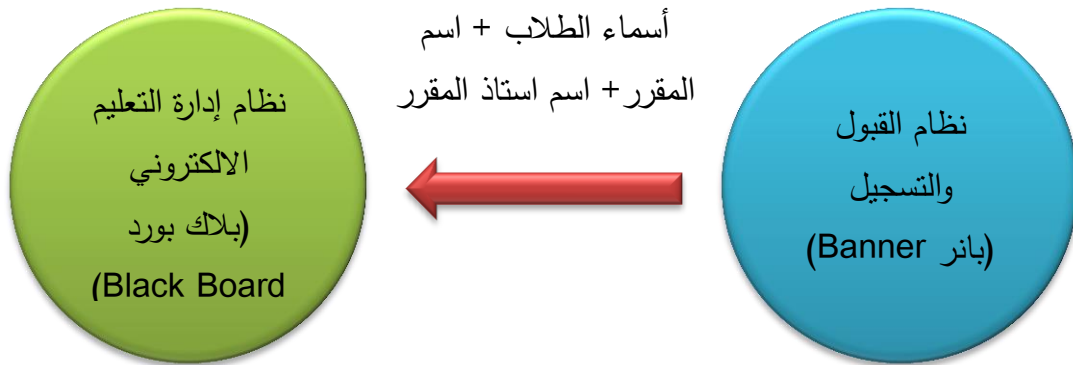 أسماء الطلاب + اسم
المقرر+ اسم استاذ المقرر
نظام القبول
والتسجيل
(بانر Banner)
نظام إدارة التعليم
الالكتروني
(بلاك بورد
(Black Board